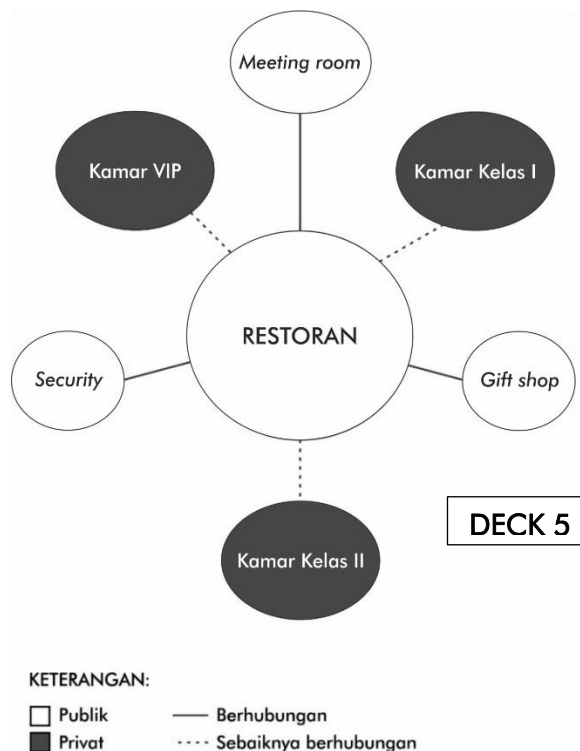 Meeting room
Kamar VIP
Kamar Kelas I
RESTORAN
Security
Gift shop
DECK 5
Kamar Kelas II
KETERANGAN:
Publik
Berhubungan
Privat
Sebaiknya berhubungan